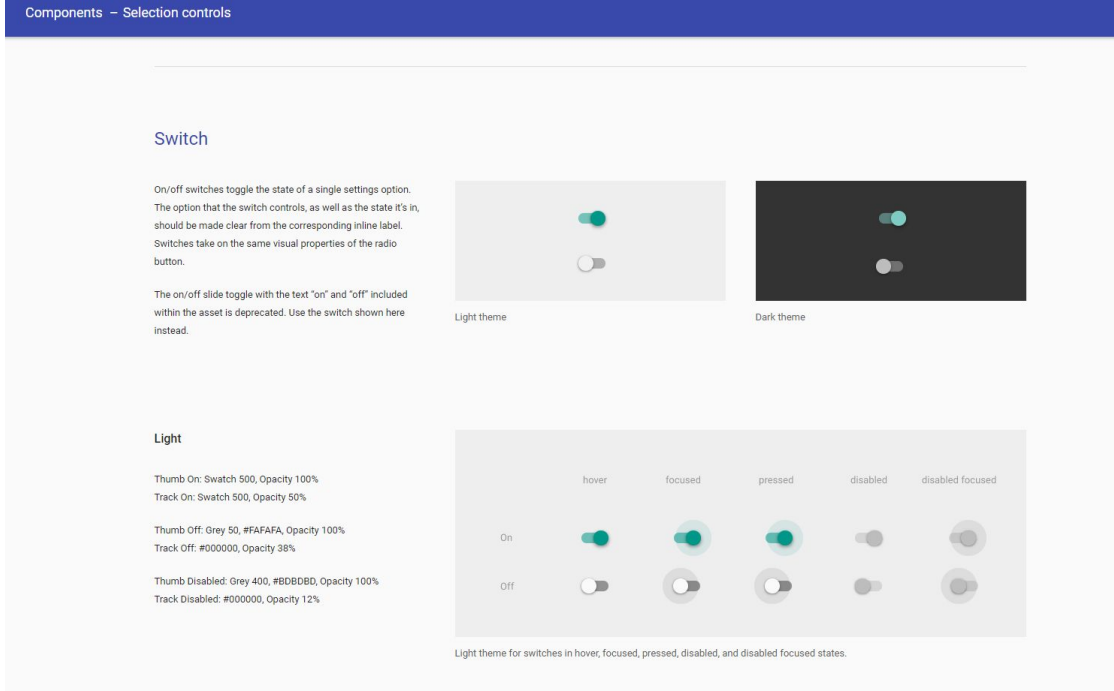 Components – Selection controls
Switch
On/off switches toggle the state of a single settings option.
The option that the switch controls, as well as the state it's in,
should be made clear from the corresponding inline label.
Switches take on the same visual properties of the radio
button.
The on/off slide toggle with the text "on" and "off" included
within the asset is deprecated. Use the switch shown here
instead.
Light theme
Dark theme
Light
Thumb On: Swatch 500, Opacity 100%
Track On: Swatch 500, Opacity 50%
Thumb Off: Grey 50, #FAFAFA, Opacity 100%
Track Off: #000000, Opacity 38%
Thumb Disabled: Grey 400, #BDBDBD, Opacity 100%
Track Disabled: #000000, Opacity 12%
hover focused pressed disabled disabled focused
On
Off
Light theme for switches in hover, focused, pressed, disabled, and disabled focused states.